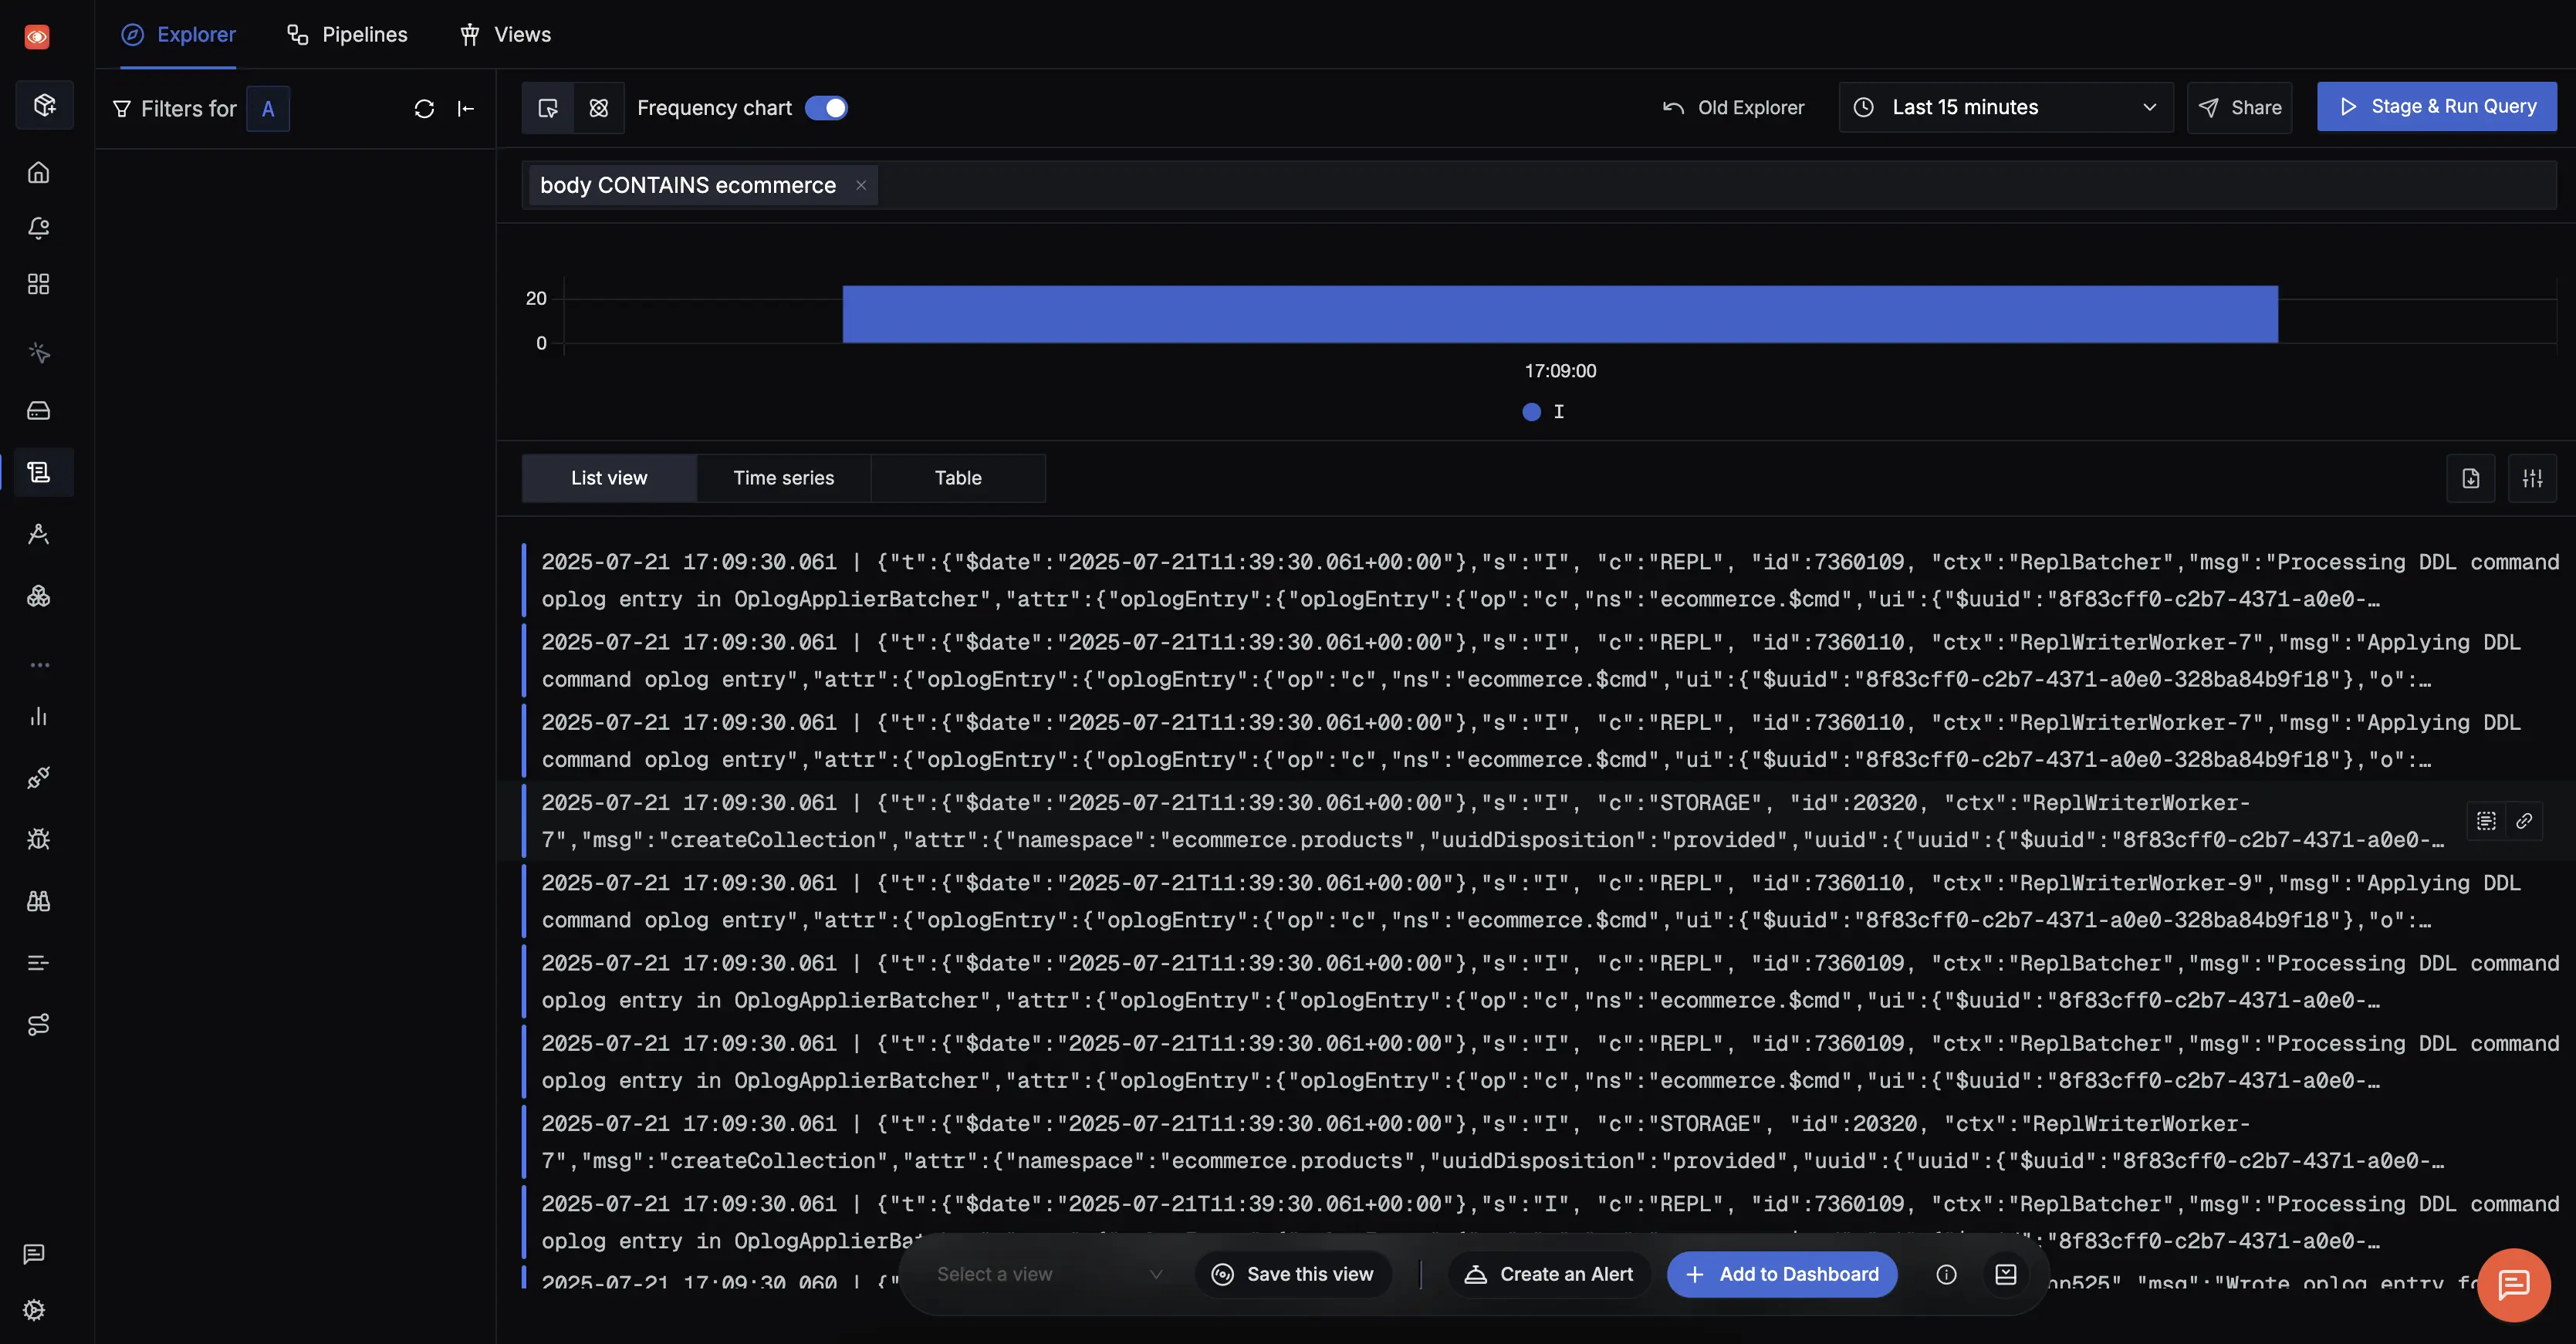 Explorer
Pipelines
Views
Filters for A
Frequency chart
Old Explorer
Last 15 minutes
Share
Stage & Run Query
body CONTAINS ecommerce ×
20
0
17:09:00
I
List view
Time series
Table
2025-07-21 17:09:30.061 | {"t":{"$date":"2025-07-21T11:39:30.061+00:00"},"s":"I", "c":"REPL", "id":7360109, "ctx":"ReplBatcher","msg":"Processing DDL command
oplog entry in OplogApplierBatcher","attr":{"oplogEntry":{"oplogEntry":{"op":"c","ns":"ecommerce.$cmd","ui":{"$uuid":"8f83cff0-c2b7-4371-a0e0-…
2025-07-21 17:09:30.061 | {"t":{"$date":"2025-07-21T11:39:30.061+00:00"},"s":"I", "c":"REPL", "id":7360110, "ctx":"ReplWriterWorker-7","msg":"Applying DDL
command oplog entry","attr":{"oplogEntry":{"oplogEntry":{"op":"c","ns":"ecommerce.$cmd","ui":{"$uuid":"8f83cff0-c2b7-4371-a0e0-328ba84b9f18"},"o":…
2025-07-21 17:09:30.061 | {"t":{"$date":"2025-07-21T11:39:30.061+00:00"},"s":"I", "c":"REPL", "id":7360110, "ctx":"ReplWriterWorker-7","msg":"Applying DDL
command oplog entry","attr":{"oplogEntry":{"oplogEntry":{"op":"c","ns":"ecommerce.$cmd","ui":{"$uuid":"8f83cff0-c2b7-4371-a0e0-328ba84b9f18"},"o":…
2025-07-21 17:09:30.061 | {"t":{"$date":"2025-07-21T11:39:30.061+00:00"},"s":"I", "c":"STORAGE", "id":20320, "ctx":"ReplWriterWorker-
7","msg":"createCollection","attr":{"namespace":"ecommerce.products","uuidDisposition":"provided","uuid":{"uuid":{"$uuid":"8f83cff0-c2b7-4371-a0e0-…
2025-07-21 17:09:30.061 | {"t":{"$date":"2025-07-21T11:39:30.061+00:00"},"s":"I", "c":"REPL", "id":7360110, "ctx":"ReplWriterWorker-9","msg":"Applying DDL
command oplog entry","attr":{"oplogEntry":{"oplogEntry":{"op":"c","ns":"ecommerce.$cmd","ui":{"$uuid":"8f83cff0-c2b7-4371-a0e0-328ba84b9f18"},"o":…
2025-07-21 17:09:30.061 | {"t":{"$date":"2025-07-21T11:39:30.061+00:00"},"s":"I", "c":"REPL", "id":7360109, "ctx":"ReplBatcher","msg":"Processing DDL command
oplog entry in OplogApplierBatcher","attr":{"oplogEntry":{"oplogEntry":{"op":"c","ns":"ecommerce.$cmd","ui":{"$uuid":"8f83cff0-c2b7-4371-a0e0-…
2025-07-21 17:09:30.061 | {"t":{"$date":"2025-07-21T11:39:30.061+00:00"},"s":"I", "c":"REPL", "id":7360109, "ctx":"ReplBatcher","msg":"Processing DDL command
oplog entry in OplogApplierBatcher","attr":{"oplogEntry":{"oplogEntry":{"op":"c","ns":"ecommerce.$cmd","ui":{"$uuid":"8f83cff0-c2b7-4371-a0e0-…
2025-07-21 17:09:30.061 | {"t":{"$date":"2025-07-21T11:39:30.061+00:00"},"s":"I", "c":"STORAGE", "id":20320, "ctx":"ReplWriterWorker-
7","msg":"createCollection","attr":{"namespace":"ecommerce.products","uuidDisposition":"provided","uuid":{"uuid":{"$uuid":"8f83cff0-c2b7-4371-a0e0-…
2025-07-21 17:09:30.061 | {"t":{"$date":"2025-07-21T11:39:30.061+00:00"},"s":"I", "c":"REPL", "id":7360109, "ctx":"ReplBatcher","msg":"Processing DDL command
oplog entry in OplogApplierBa :"8f83cff0-c2b7-4371-a0e0-…
2025-07-21 17:09:30.060 | {" nn525" "msg":"Wrote oplog entry fo
Select a view
Save this view
Create an Alert
+ Add to Dashboard